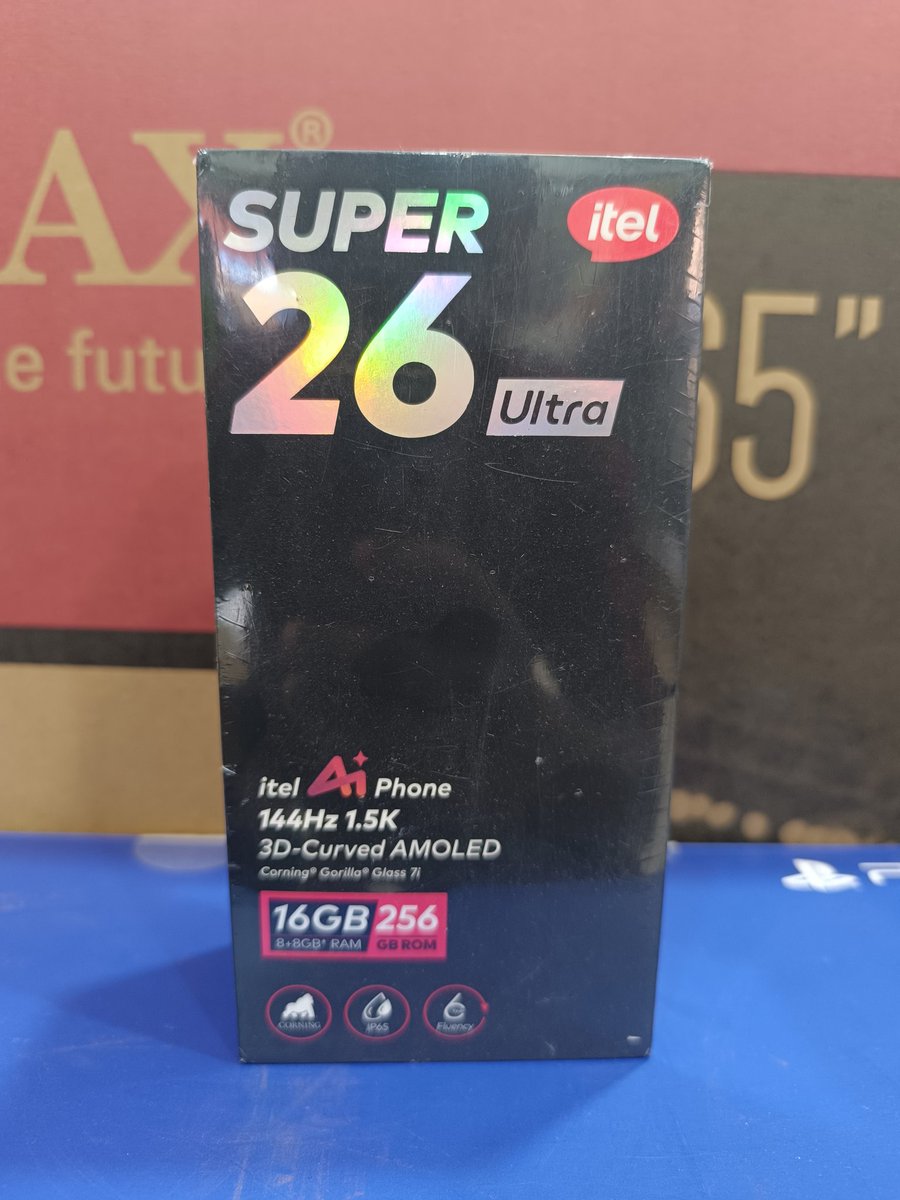 AX®
e futu
65"
SUPER
26 Ultra
itel
itel Ai Phone
144Hz 1.5K
3D-Curved AMOLED
Corning® Gorilla® Glass 7i
16GB 256
8+8GB* RAM GB ROM
CORNING
IP65
6
Fluency